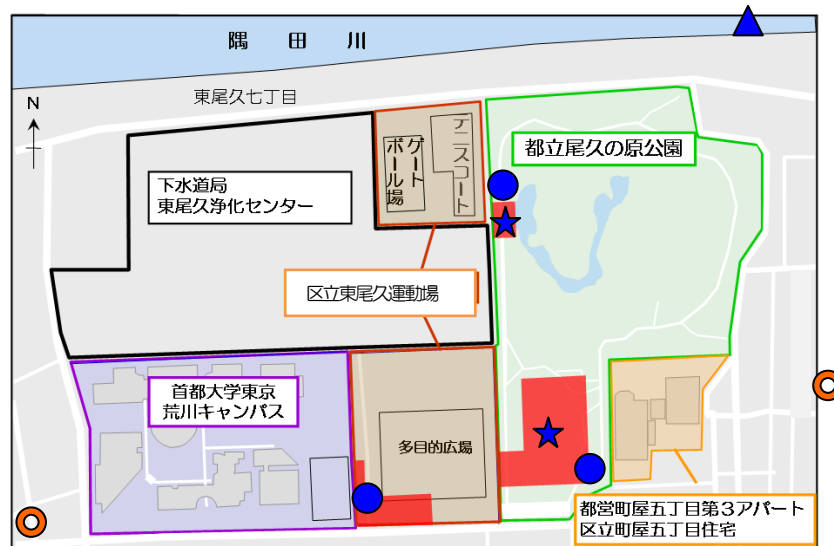 隅田川
東尾久七丁目
N
テニスコート
ゲート
ボール場
都立尾久の原公園
下水道局
東尾久浄化センター
区立東尾久運動場
首都大学東京
荒川キャンパス
多目的広場
都営町屋五丁目第3アパート
区立町屋五丁目住宅